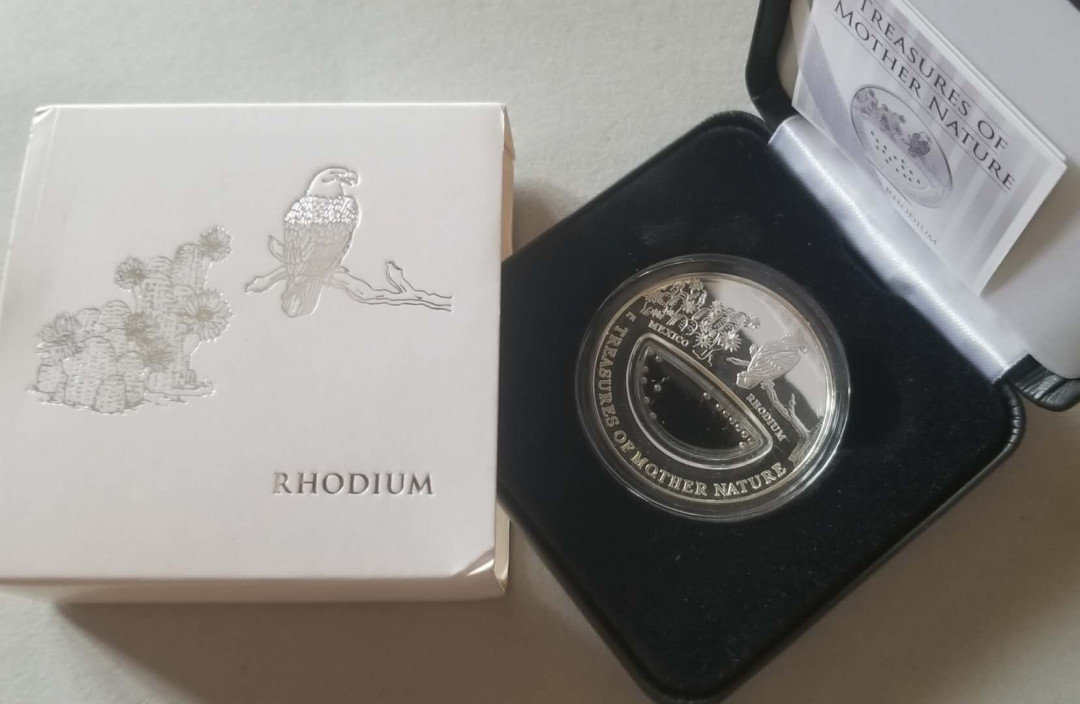 RHODIUM
TREASURES OF
MOTHER NATURE
RHODIUM
MEXICO
RHODIUM
TREASURES OF MOTHER NATURE